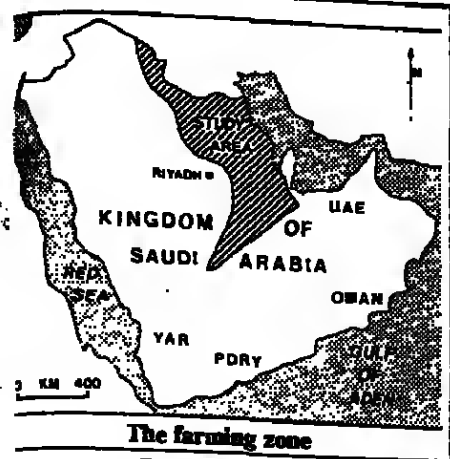 N
STUDY
AREA
RIYADH
UAE
KINGDOM OF
SAUDI ARABIA
RED
SEA
OMAN
YAR
PDRY
GULF
OF
ADEN
KM 400
The farming zone